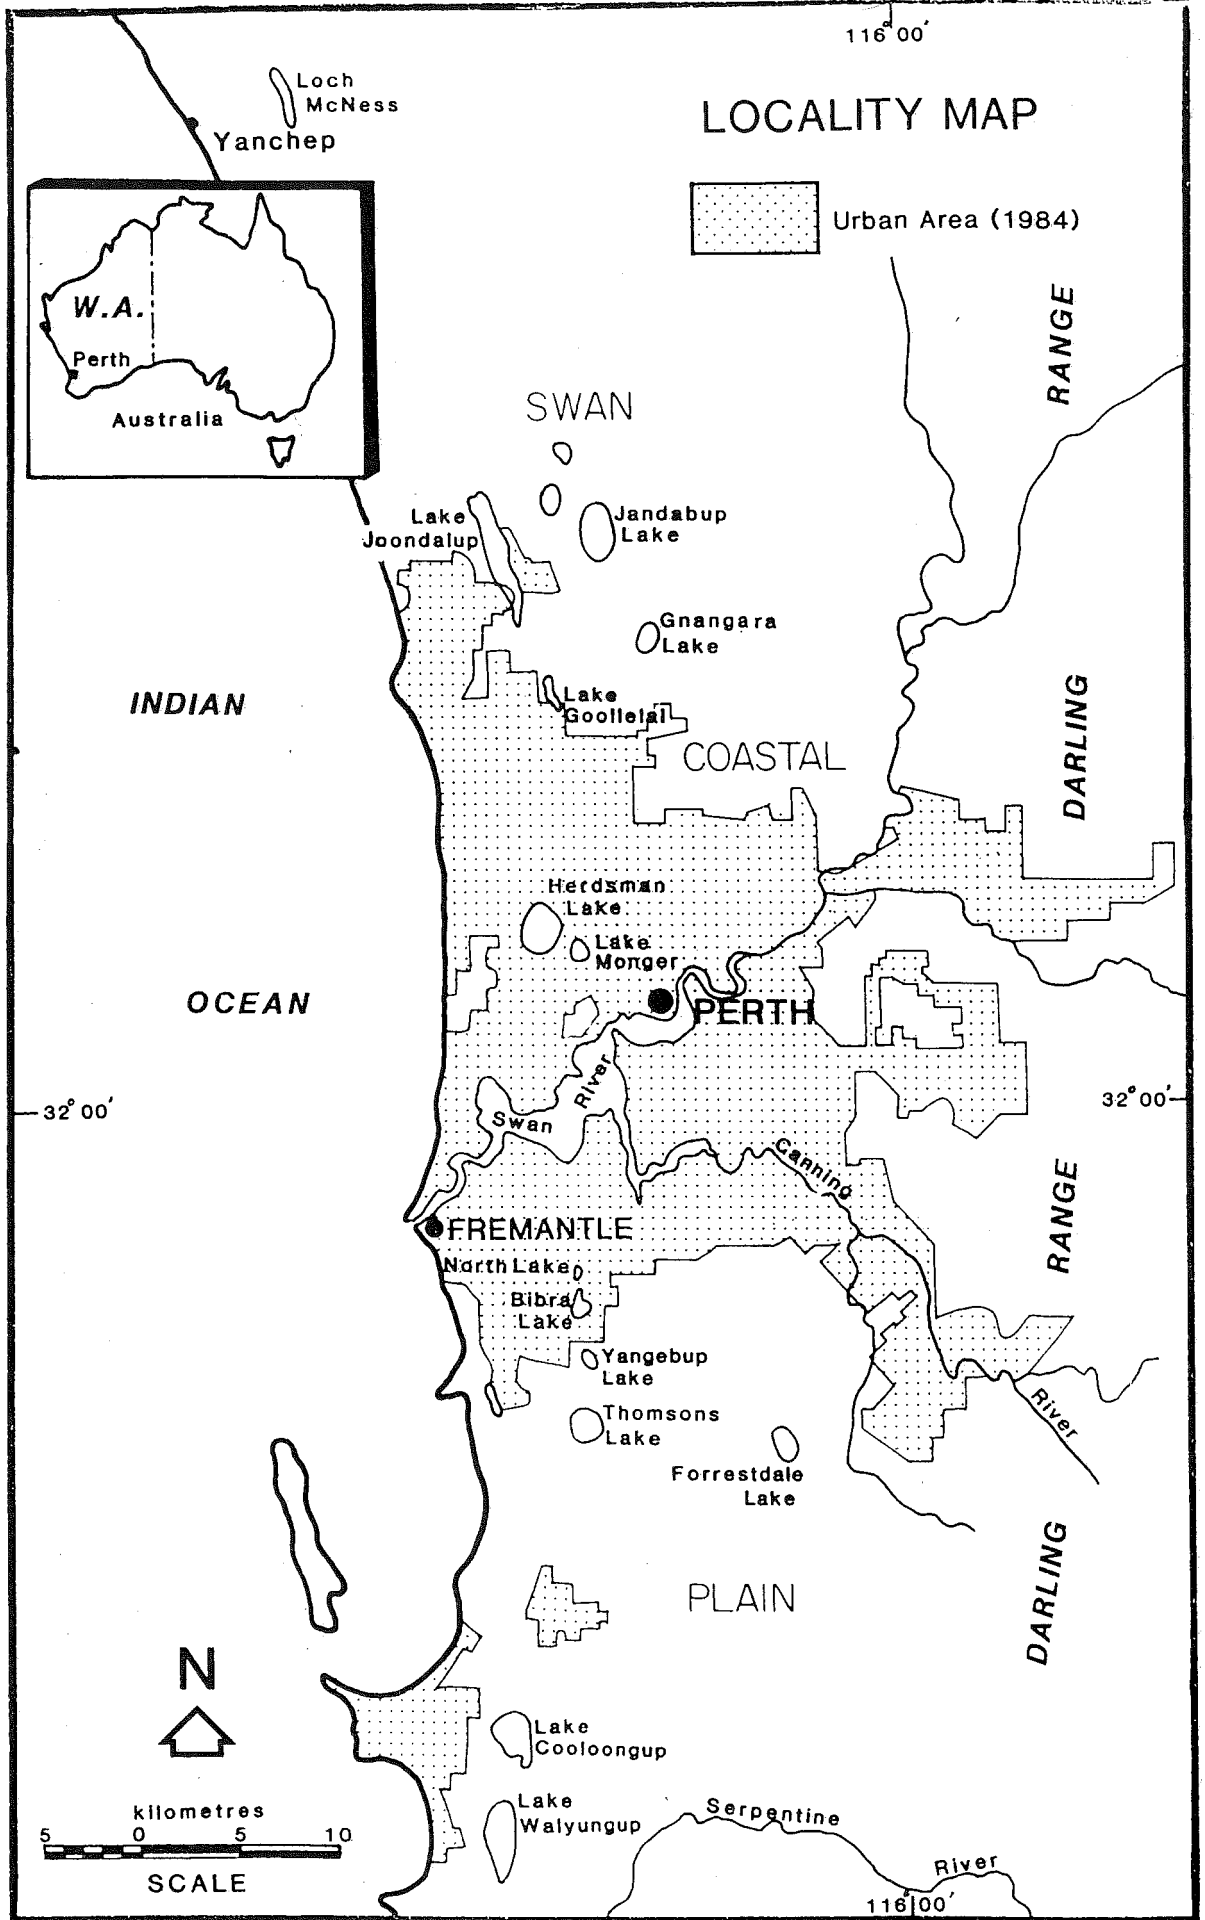 116°00'
Loch
McNess
Yanchep
LOCALITY MAP
Urban Area (1984)
W.A.
Perth
Australia
RANGE
SWAN
Lake
Joondalup
Jandabup
Lake
Gnangara
Lake
INDIAN
Lake
Goollelal
COASTAL
DARLING
Herdsman
Lake
Lake
Monger
OCEAN
PERTH
River
Swan
32°00'
32°00'
Canning
RANGE
FREMANTLE
North Lake
Bibra
Lake
Yangebup
Lake
River
Thomsons
Lake
Forrestdale
Lake
DARLING
PLAIN
N
Lake
Cooloongup
Lake
Walyungup
kilometres
5 0 5 10
SCALE
Serpentine
River
116°00'